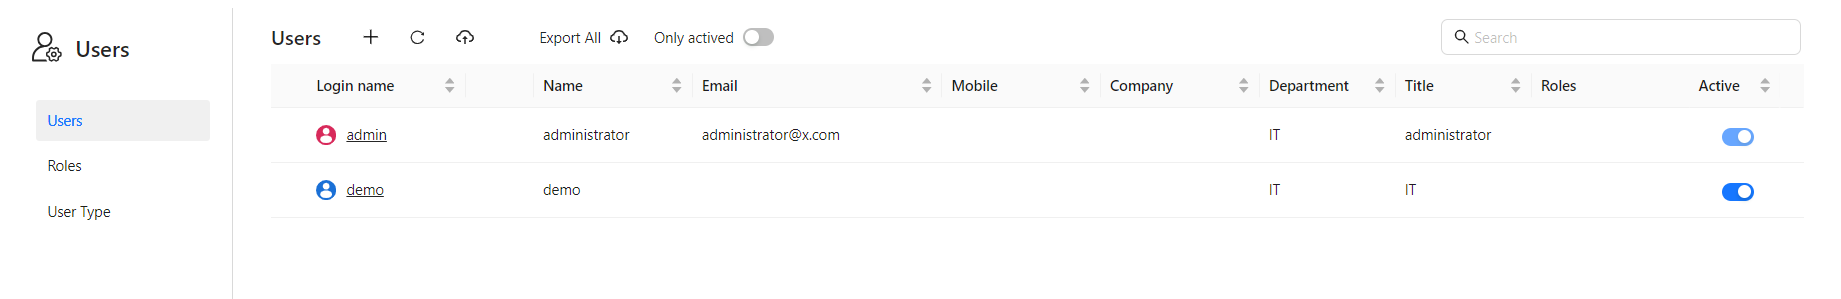 Users
Users
Roles
User Type
Users Export All Only actived Search
Login name Name Email Mobile Company Department Title Roles Active
admin administrator administrator@x.com IT administrator
demo demo IT IT